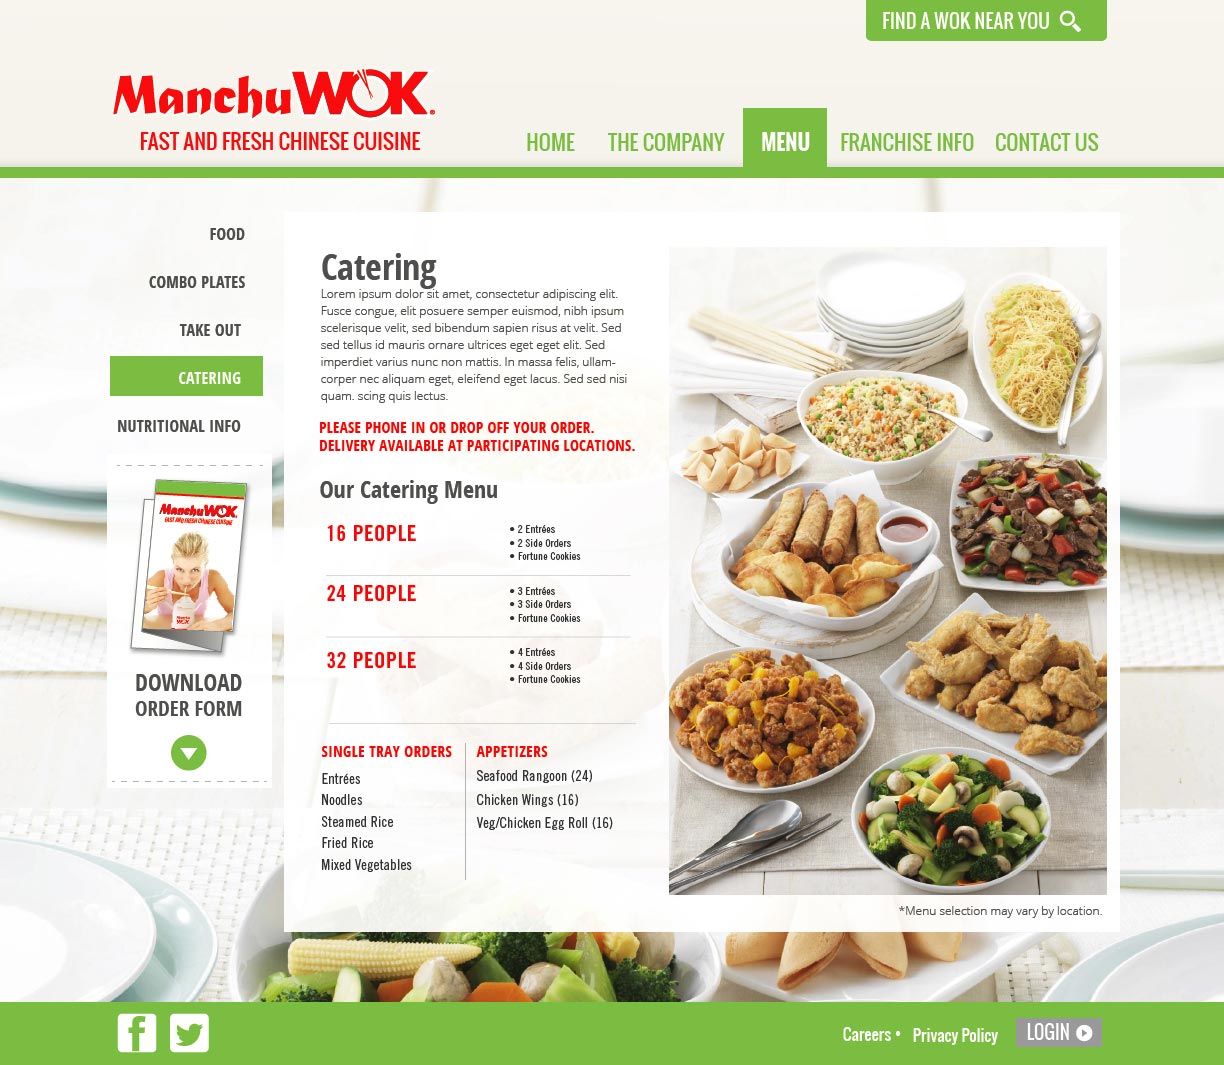 FIND A WOK NEAR YOU
ManchuWOK®
FAST AND FRESH CHINESE CUISINE
HOME
THE COMPANY
MENU
FRANCHISE INFO
CONTACT US
FOOD
COMBO PLATES
TAKE OUT
CATERING
NUTRITIONAL INFO
ManchuWOK
FAST AND FRESH CHINESE CUISINE
Manchu
WOK
DOWNLOAD
ORDER FORM
Catering
Lorem ipsum dolor sit amet, consectetur adipiscing elit.
Fusce congue, elit posuere semper euismod, nibh ipsum
scelerisque velit, sed bibendum sapien risus at velit. Sed
sed tellus id mauris ornare ultrices eget eget elit. Sed
imperdiet varius nunc non mattis. In massa felis, ullam-
corper nec aliquam eget, eleifend eget lacus. Sed sed nisi
quam. scing quis lectus.
PLEASE PHONE IN OR DROP OFF YOUR ORDER.
DELIVERY AVAILABLE AT PARTICIPATING LOCATIONS.
Our Catering Menu
16 PEOPLE
• 2 Entrées
• 2 Side Orders
• Fortune Cookies
24 PEOPLE
• 3 Entrées
• 3 Side Orders
• Fortune Cookies
32 PEOPLE
• 4 Entrées
• 4 Side Orders
• Fortune Cookies
SINGLE TRAY ORDERS
Entrées
Noodles
Steamed Rice
Fried Rice
Mixed Vegetables
APPETIZERS
Seafood Rangoon (24)
Chicken Wings (16)
Veg/Chicken Egg Roll (16)
*Menu selection may vary by location.
Careers • Privacy Policy
LOGIN